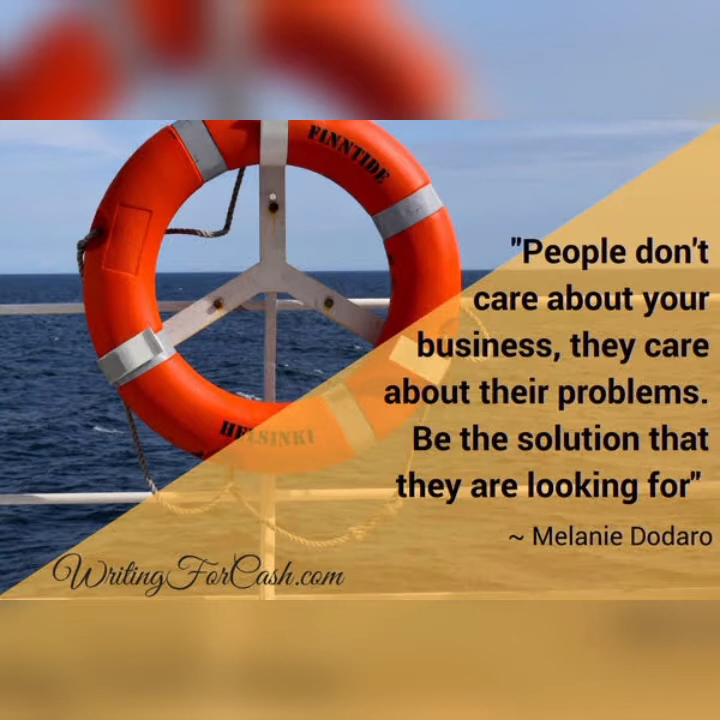 FINNTIDE
"People don't
care about your
business, they care
about their problems.
Be the solution that
they are looking for"
~ Melanie Dodaro
HELSINKI
WritingForCash.com